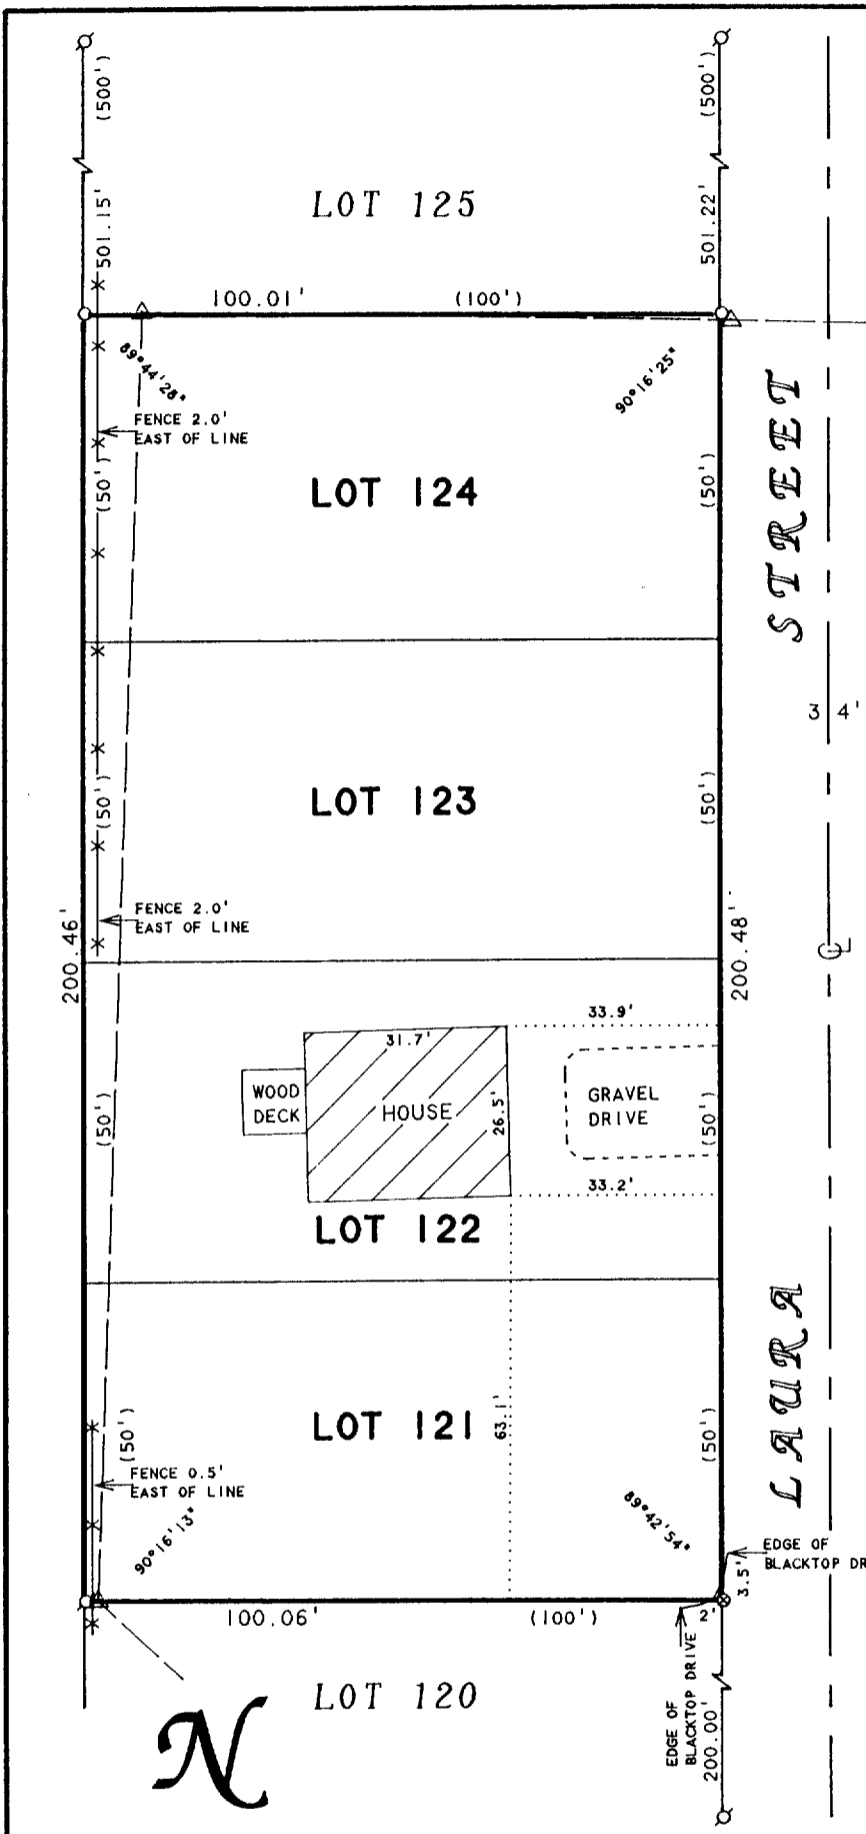 (500')
(500')
501.15'
LOT 125
501.22'
100.01'
(100')
89°44'28"
90°16'25"
FENCE 2.0'
EAST OF LINE
(50')
LOT 124
(50')
STREET
3 4'
(50')
LOT 123
(50')
FENCE 2.0'
EAST OF LINE
200.46'
200.48'
CL
33.9'
31.7'
WOOD
DECK
HOUSE
26.5'
GRAVEL
DRIVE
(50')
(50')
33.2'
LOT 122
LAURA
(50')
LOT 121
63.1'
(50')
FENCE 0.5'
EAST OF LINE
90°16'13"
89°42'54"
EDGE OF
BLACKTOP DR
3.5'
100.06'
(100')
2'
EDGE OF
BLACKTOP DRIVE
200.00'
LOT 120
N